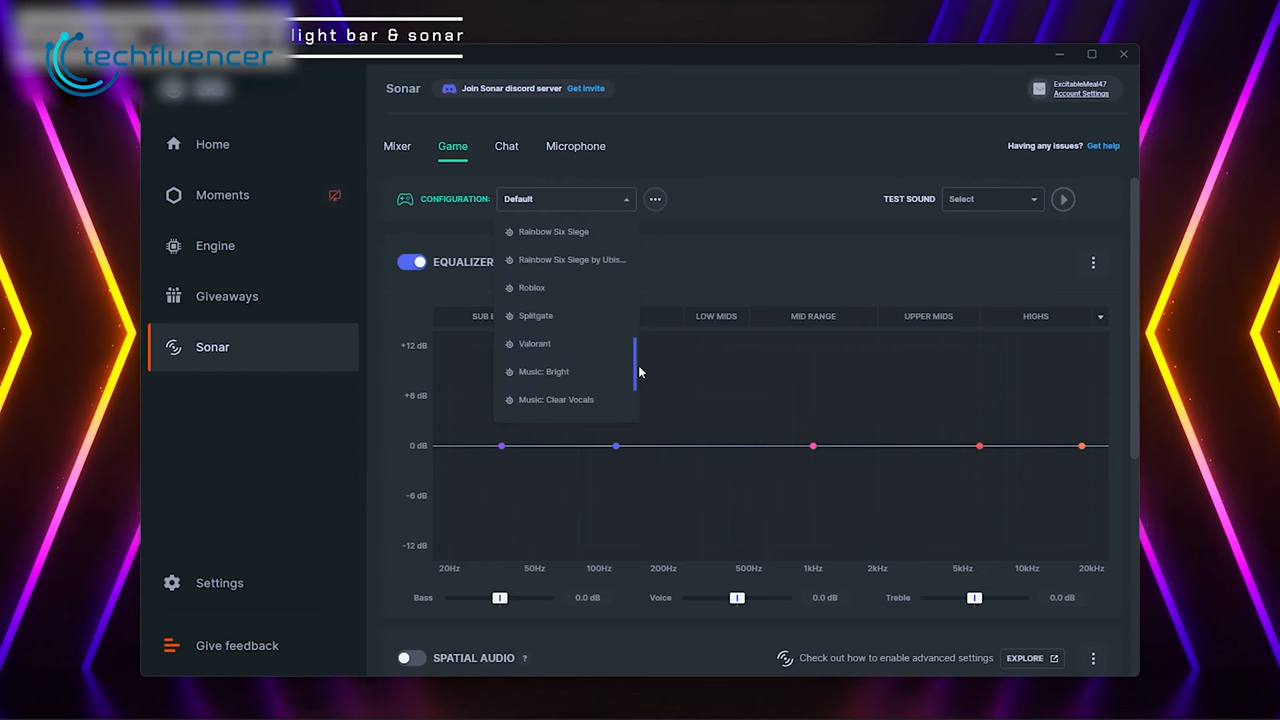 light bar & sonar
techfluencer
Sonar
Join Sonar discord server Get invite
ExcitableMeal47
Account Settings
Home
Moments
Engine
Giveaways
Sonar
Settings
Give feedback
Mixer Game Chat Microphone
Having any issues? Get help
CONFIGURATION: Default
TEST SOUND Select
Rainbow Six Siege
Rainbow Six Siege by Ubis...
Roblox
Splitgate
Valorant
Music: Bright
Music: Clear Vocals
EQUALIZER
SUB LOW MIDS MID RANGE UPPER MIDS HIGHS
+12 dB
+6 dB
0 dB
-6 dB
-12 dB
20Hz 50Hz 100Hz 200Hz 500Hz 1kHz 2kHz 5kHz 10kHz 20kHz
Bass 0.0 dB Voice 0.0 dB Treble 0.0 dB
SPATIAL AUDIO ?
Check out how to enable advanced settings EXPLORE